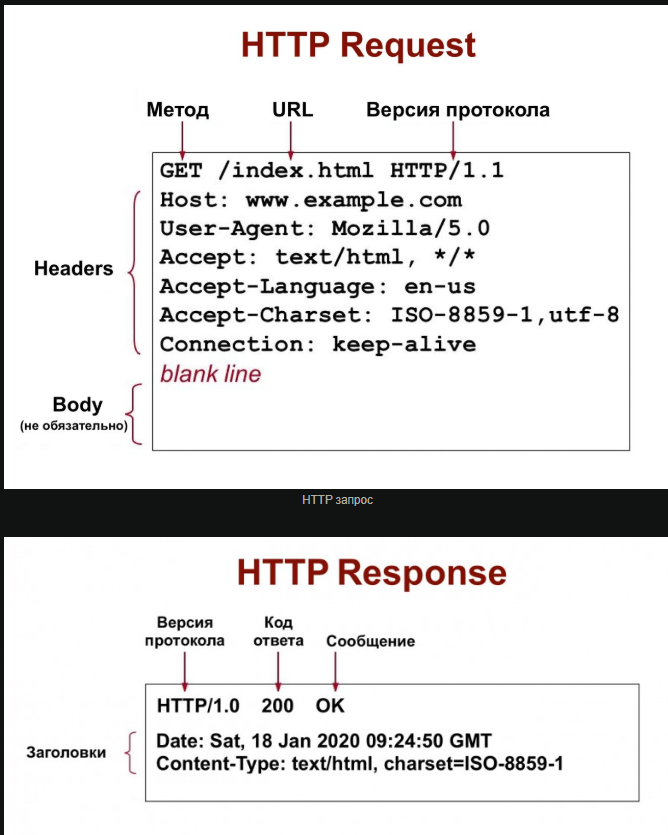 HTTP Request
Метод URL Версия протокола
GET /index.html HTTP/1.1
Host: www.example.com
User-Agent: Mozilla/5.0
Accept: text/html, */*
Accept-Language: en-us
Accept-Charset: ISO-8859-1,utf-8
Connection: keep-alive
Headers
blank line
Body
(не обязательно)
HTTP запрос
HTTP Response
Версия
протокола
Код
ответа
Сообщение
HTTP/1.0 200 OK
Date: Sat, 18 Jan 2020 09:24:50 GMT
Content-Type: text/html, charset=ISO-8859-1
Заголовки